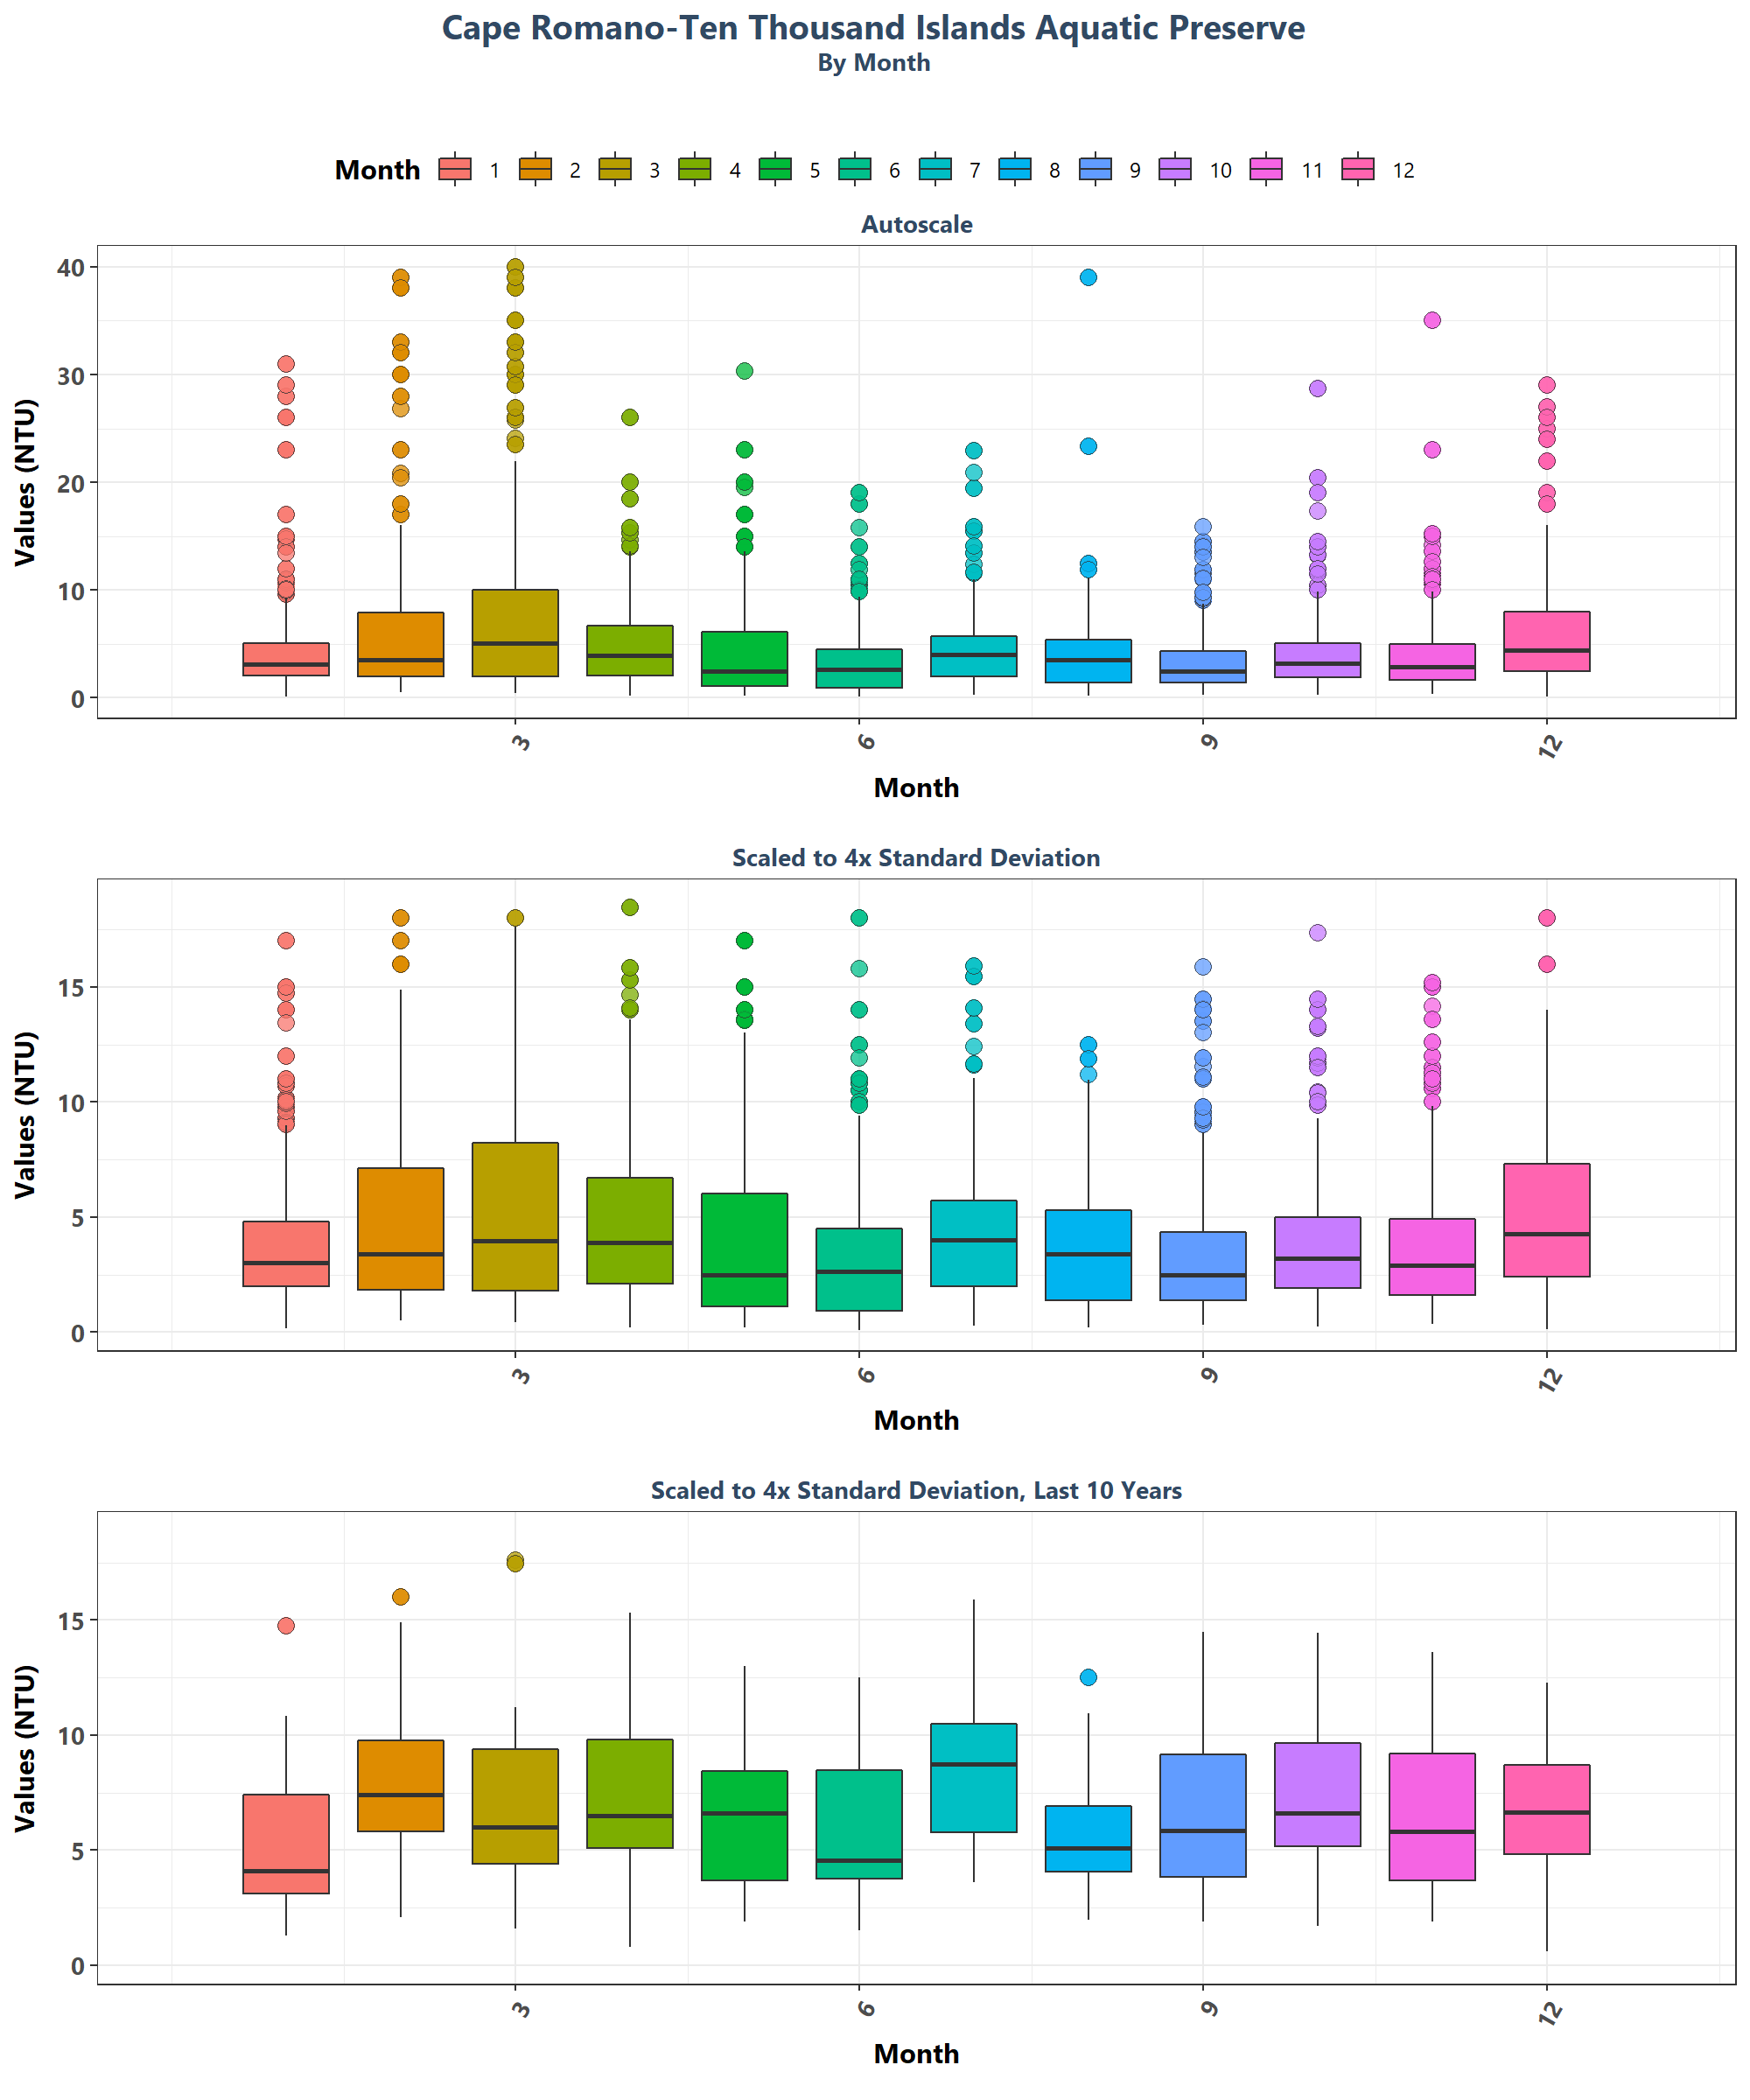 Cape Romano-Ten Thousand Islands Aquatic Preserve
By Month
Month 1 2 3 4 5 6 7 8 9 10 11 12
Autoscale
Values (NTU)
40
30
20
10
0
3 6 9 12
Month
Scaled to 4x Standard Deviation
Values (NTU)
15
10
5
0
3 6 9 12
Month
Scaled to 4x Standard Deviation, Last 10 Years
Values (NTU)
15
10
5
0
3 6 9 12
Month